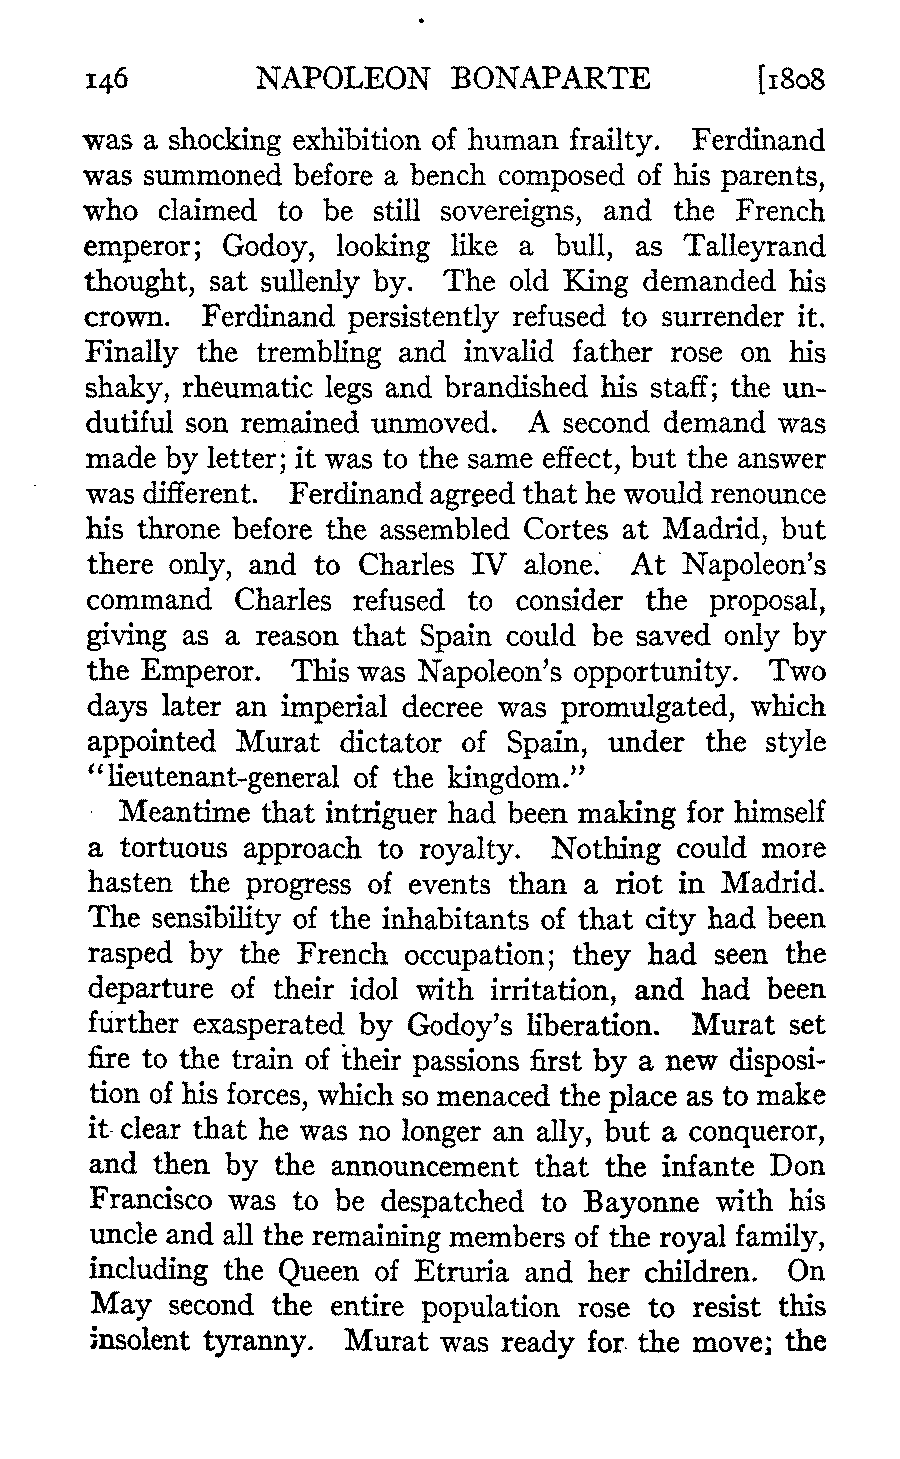 146 NAPOLEON BONAPARTE [1808
was a shocking exhibition of human frailty. Ferdinand
was summoned before a bench composed of his parents,
who claimed to be still sovereigns, and the French
emperor; Godoy, looking like a bull, as Talleyrand
thought, sat sullenly by. The old King demanded his
crown. Ferdinand persistently refused to surrender it.
Finally the trembling and invalid father rose on his
shaky, rheumatic legs and brandished his staff; the un-
dutiful son remained unmoved. A second demand was
made by letter; it was to the same effect, but the answer
was different. Ferdinand agreed that he would renounce
his throne before the assembled Cortes at Madrid, but
there only, and to Charles IV alone. At Napoleon's
command Charles refused to consider the proposal,
giving as a reason that Spain could be saved only by
the Emperor. This was Napoleon's opportunity. Two
days later an imperial decree was promulgated, which
appointed Murat dictator of Spain, under the style
"lieutenant-general of the kingdom."
Meantime that intriguer had been making for himself
a tortuous approach to royalty. Nothing could more
hasten the progress of events than a riot in Madrid.
The sensibility of the inhabitants of that city had been
rasped by the French occupation; they had seen the
departure of their idol with irritation, and had been
further exasperated by Godoy's liberation. Murat set
fire to the train of their passions first by a new disposi-
tion of his forces, which so menaced the place as to make
it clear that he was no longer an ally, but a conqueror,
and then by the announcement that the infante Don
Francisco was to be despatched to Bayonne with his
uncle and all the remaining members of the royal family,
including the Queen of Etruria and her children. On
May second the entire population rose to resist this
insolent tyranny. Murat was ready for the move; the